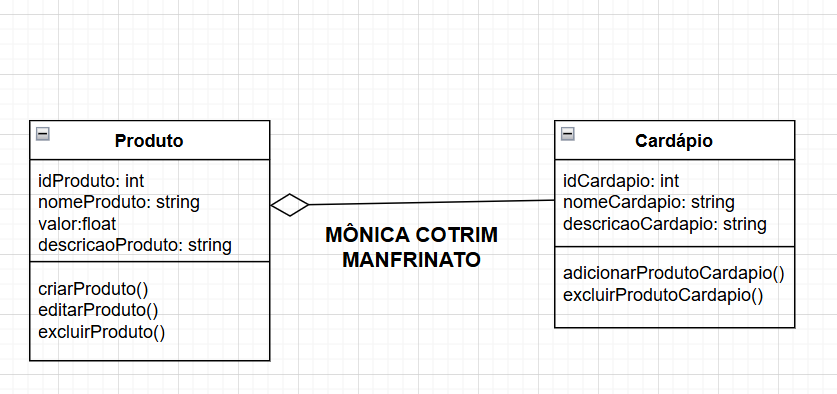 Produto
idProduto: int
nomeProduto: string
valor:float
descricaoProduto: string
criarProduto()
editarProduto()
excluirProduto()
MÔNICA COTRIM
MANFRINATO
Cardápio
idCardapio: int
nomeCardapio: string
descricaoCardapio: string
adicionarProdutoCardapio()
excluirProdutoCardapio()